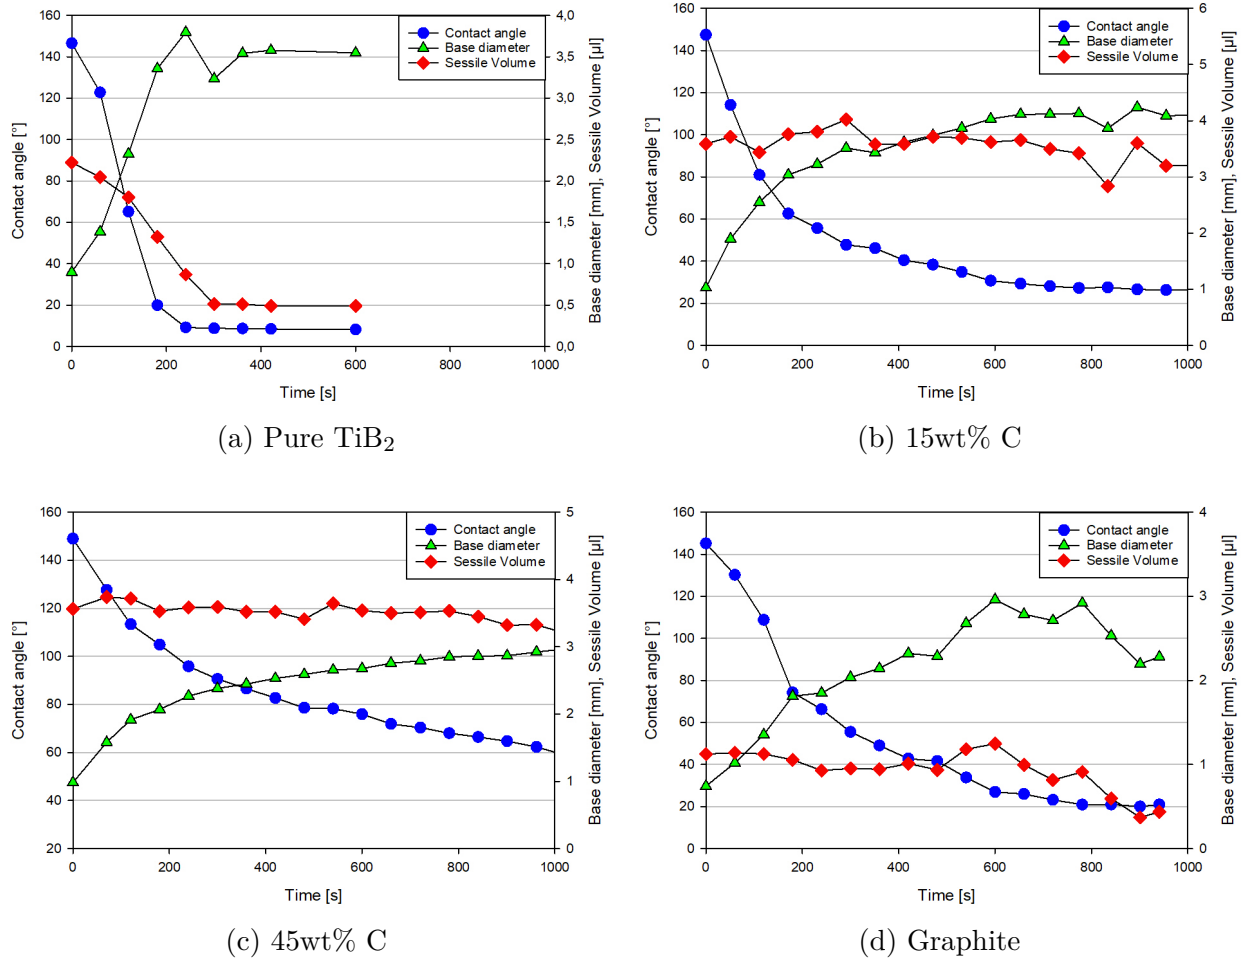 160
140
120
100
80
60
40
20
0
Contact angle [°]
0 200 400 600 800 1000
Time [s]
4,0
3,5
3,0
2,5
2,0
1,5
1,0
0,5
0,0
Base diameter [mm], Sessile Volume [µl]
Contact angle
Base diameter
Sessile Volume
(a) Pure TiB₂
160
140
120
100
80
60
40
20
0
Contact angle [°]
0 200 400 600 800 1000
Time [s]
6
5
4
3
2
1
0
Base diameter [mm], Sessile Volume [µl]
Contact angle
Base diameter
Sessile Volume
(b) 15wt% C
160
140
120
100
80
60
40
20
Contact angle [°]
0 200 400 600 800 1000
Time [s]
5
4
3
2
1
0
Base diameter [mm], Sessile Volume [µl]
Contact angle
Base diameter
Sessile Volume
(c) 45wt% C
160
140
120
100
80
60
40
20
0
Contact angle [°]
0 200 400 600 800 1000
Time [s]
4
3
2
1
0
Base diameter [mm], Sessile Volume [µl]
Contact angle
Base diameter
Sessile Volume
(d) Graphite